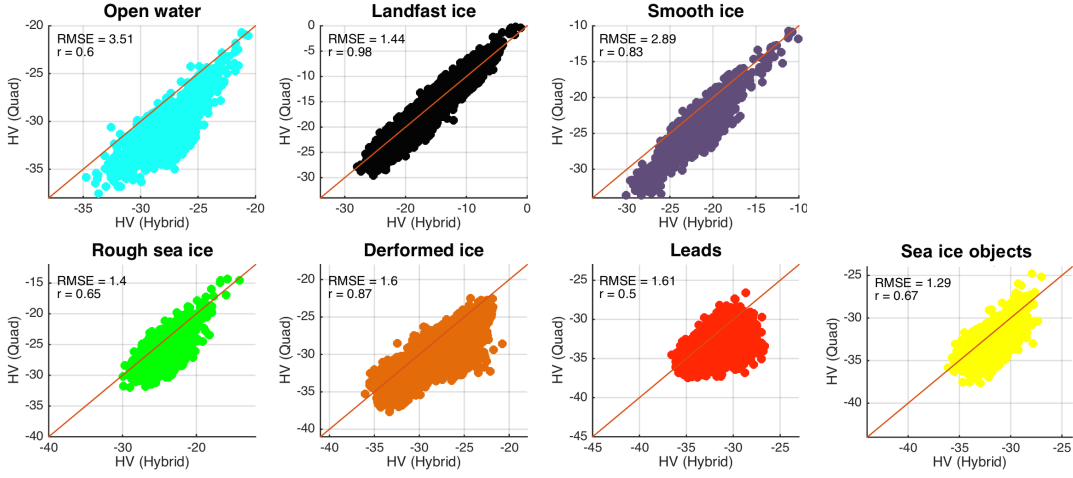 Open water
RMSE = 3.51
r = 0.6
-20
-25
-30
-35
-35
-30
-25
-20
HV (Quad)
HV (Hybrid)
Landfast ice
RMSE = 1.44
r = 0.98
0
-5
-10
-15
-20
-25
-30
-30
-20
-10
0
HV (Quad)
HV (Hybrid)
Smooth ice
RMSE = 2.89
r = 0.83
-10
-15
-20
-25
-30
-30
-25
-20
-15
-10
HV (Quad)
HV (Hybrid)
Rough sea ice
RMSE = 1.4
r = 0.65
-15
-20
-25
-30
-35
-40
-40
-30
-20
HV (Quad)
HV (Hybrid)
Derformed ice
RMSE = 1.6
r = 0.87
-20
-25
-30
-35
-40
-40
-35
-30
-25
-20
HV (Quad)
HV (Hybrid)
Leads
RMSE = 1.61
r = 0.5
-25
-30
-35
-40
-45
-45
-40
-35
-30
-25
HV (Quad)
HV (Hybrid)
Sea ice objects
RMSE = 1.29
r = 0.67
-25
-30
-35
-40
-40
-35
-30
-25
HV (Quad)
HV (Hybrid)